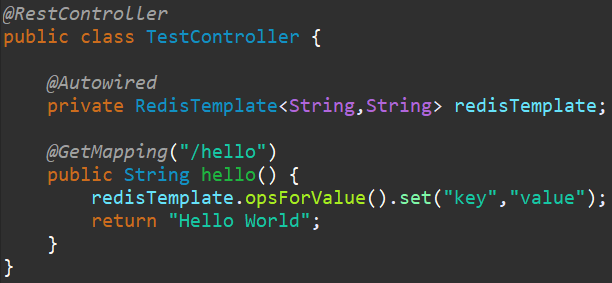 @RestController
public class TestController {
@Autowired
private RedisTemplate<String,String> redisTemplate;
@GetMapping("/hello")
public String hello() {
redisTemplate.opsForValue().set("key","value");
return "Hello World";
}
}